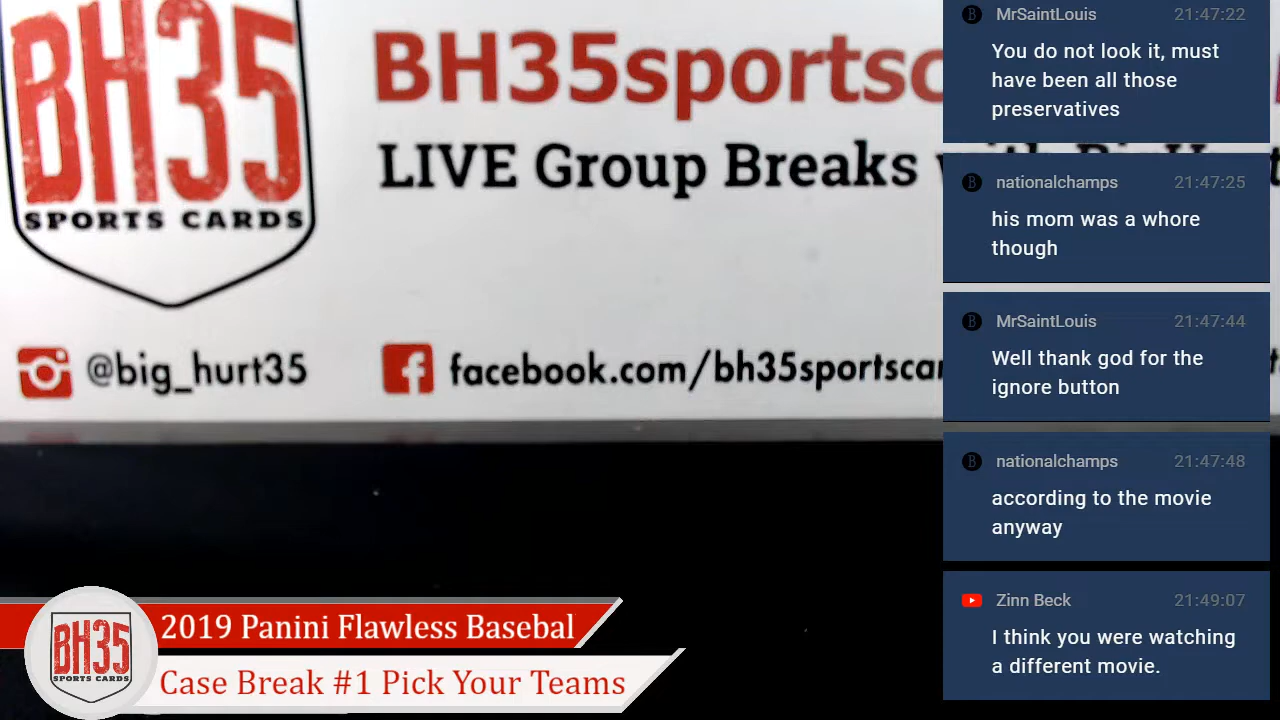 BH35
SPORTS CARDS
BH35sportsc
LIVE Group Breaks
@big_hurt35
facebook.com/bh35sportscar
MrSaintLouis 21:47:22
You do not look it, must
have been all those
preservatives
nationalchamps 21:47:25
his mom was a whore
though
MrSaintLouis 21:47:44
Well thank god for the
ignore button
nationalchamps 21:47:48
according to the movie
anyway
Zinn Beck 21:49:07
I think you were watching
a different movie.
BH35
SPORTS CARDS
2019 Panini Flawless Basebal
Case Break #1 Pick Your Teams